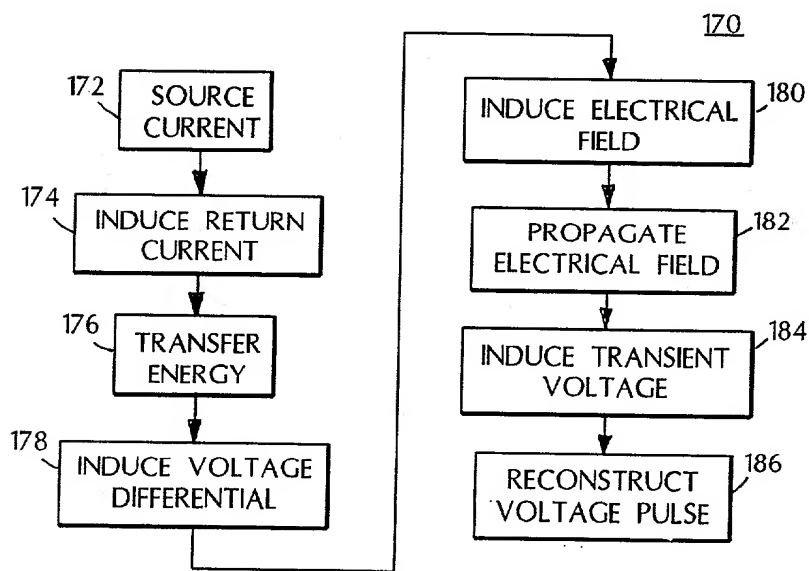 170
172
SOURCE
CURRENT
174
INDUCE RETURN
CURRENT
176
TRANSFER
ENERGY
178
INDUCE VOLTAGE
DIFFERENTIAL
180
INDUCE ELECTRICAL
FIELD
182
PROPAGATE
ELECTRICAL FIELD
184
INDUCE TRANSIENT
VOLTAGE
186
RECONSTRUCT
VOLTAGE PULSE